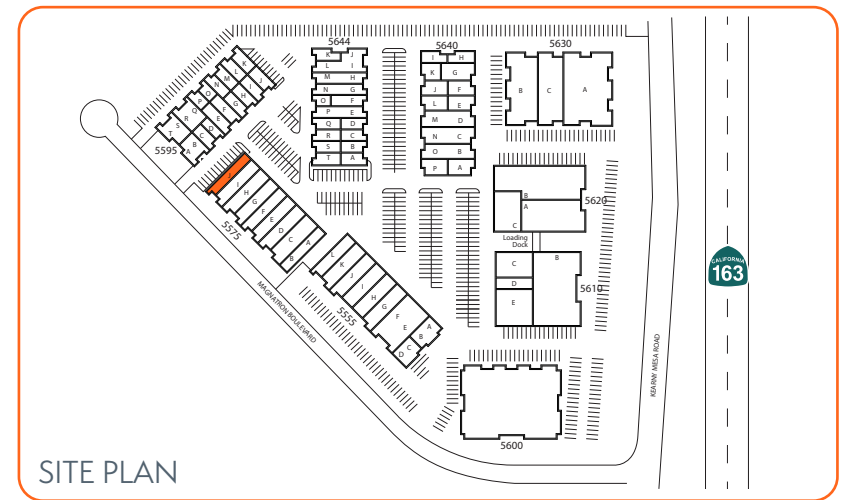 5644
5640
5630
K J
L I
M H
N G
O F
P E
Q D
R C
S B
T A
I H
K G
J F
L E
M D
N C
O B
P A
B C A
K
L J
M I
N H
O G
P F
Q E
R D
S C
T B
A
5595
J
I
H
G
F
E
D
C
A
B
5575
L
K
J
I
H
G
F
E
A
B
C
D
5555
B
A
C
5620
Loading
Dock
C
B
D
E
5610
5600
MAGNATRON BOULEVARD
KEARNY MESA ROAD
CALIFORNIA
163
SITE PLAN